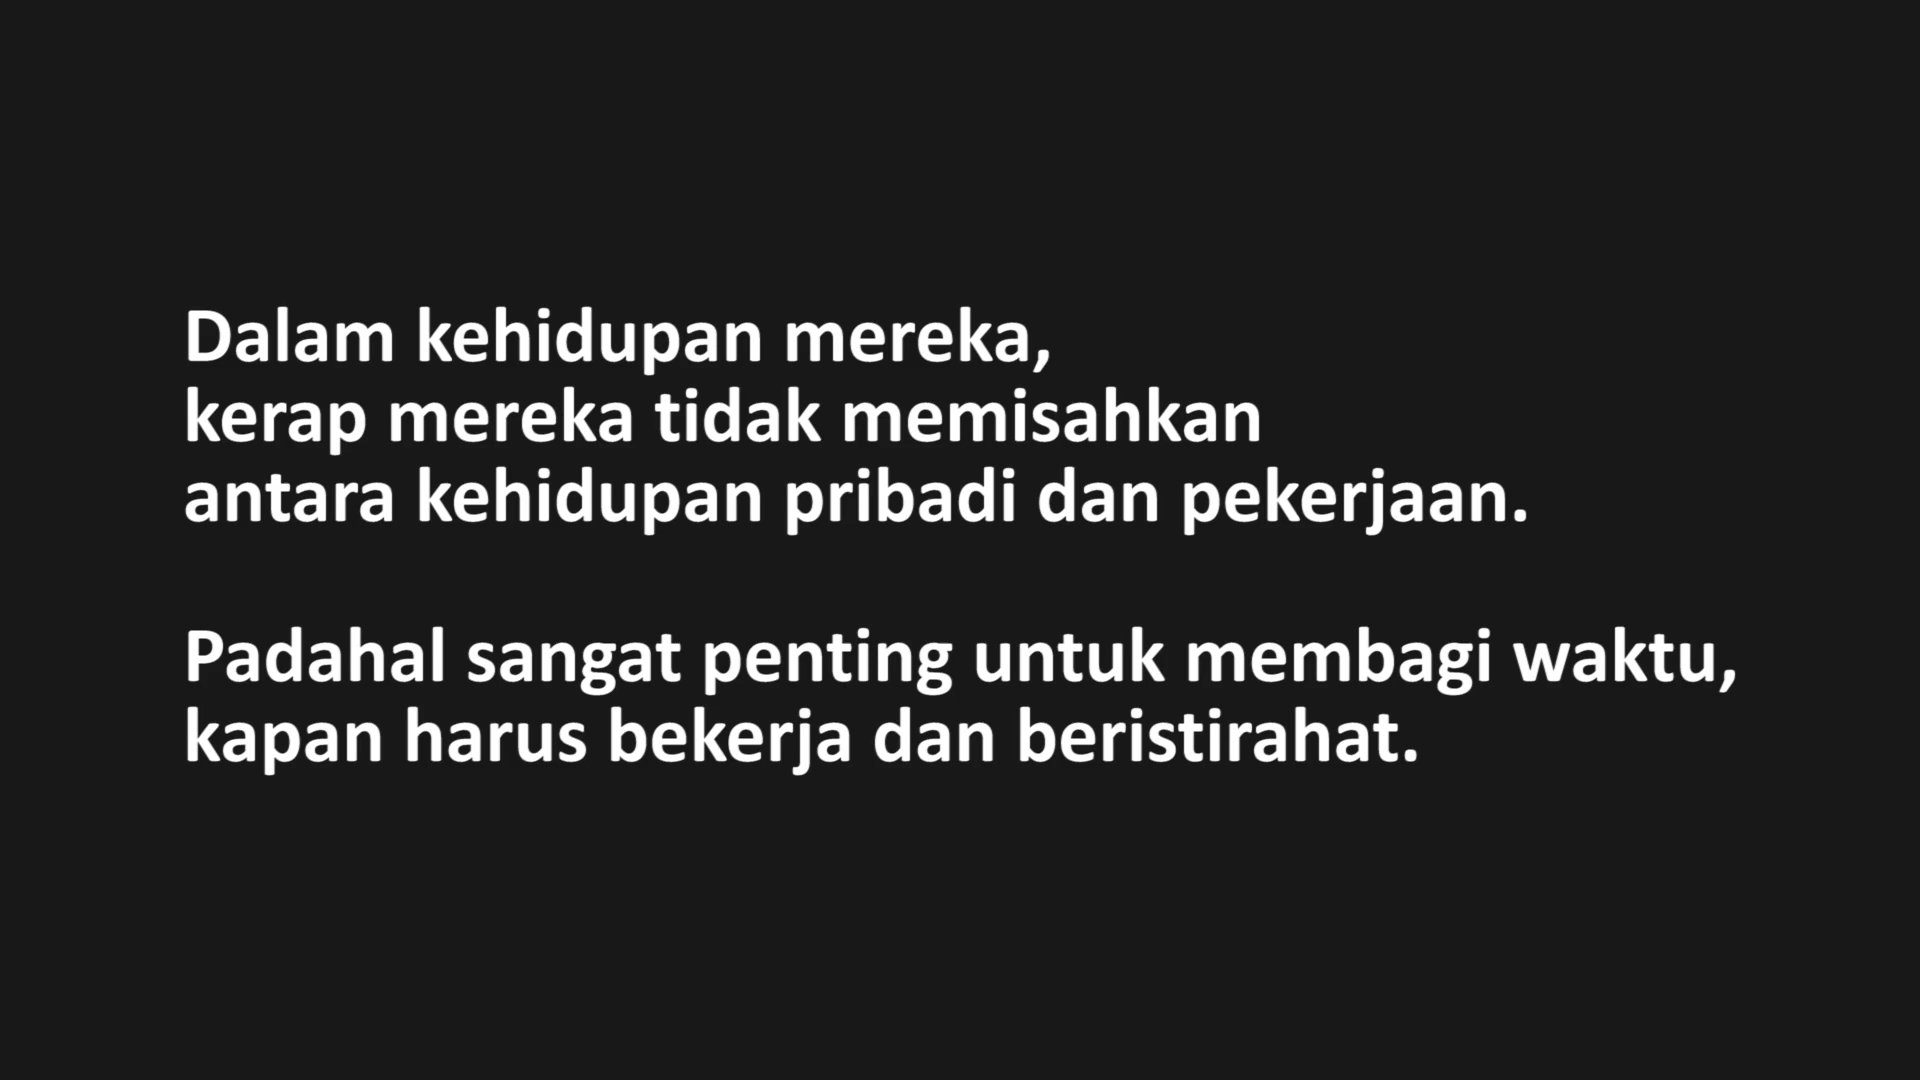 Dalam kehidupan mereka,
kerap mereka tidak memisahkan
antara kehidupan pribadi dan pekerjaan.
Padahal sangat penting untuk membagi waktu,
kapan harus bekerja dan beristirahat.